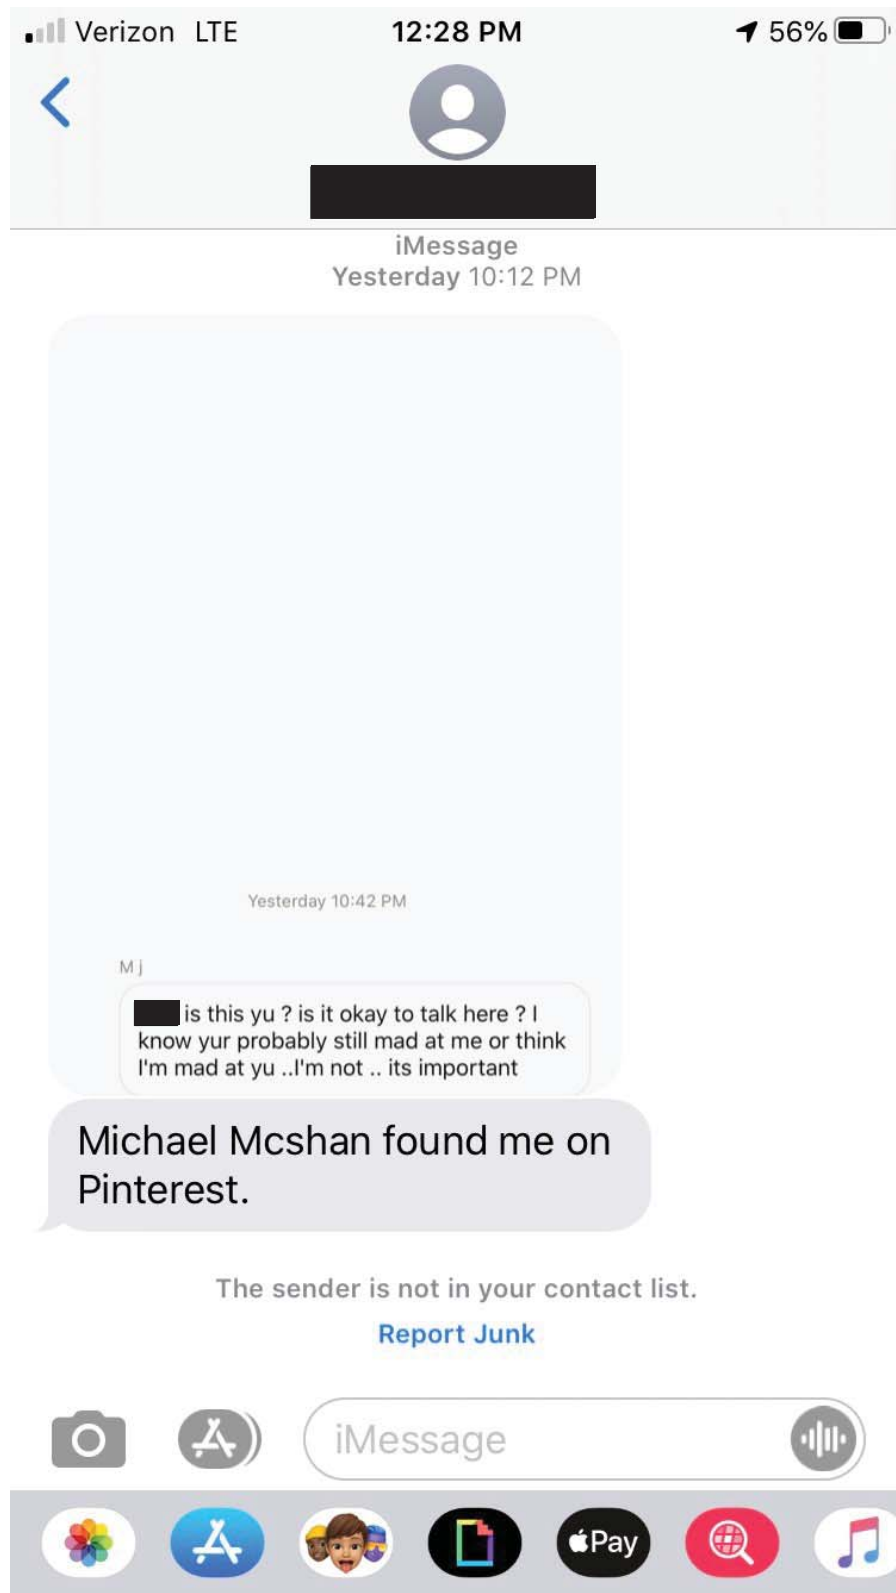 Verizon LTE 12:28 PM 56%
iMessage
Yesterday 10:12 PM
Yesterday 10:42 PM
M j
is this yu ? is it okay to talk here ? I
know yur probably still mad at me or think
I'm mad at yu ..I'm not .. its important
Michael Mcshan found me on
Pinterest.
The sender is not in your contact list.
Report Junk
iMessage
Pay